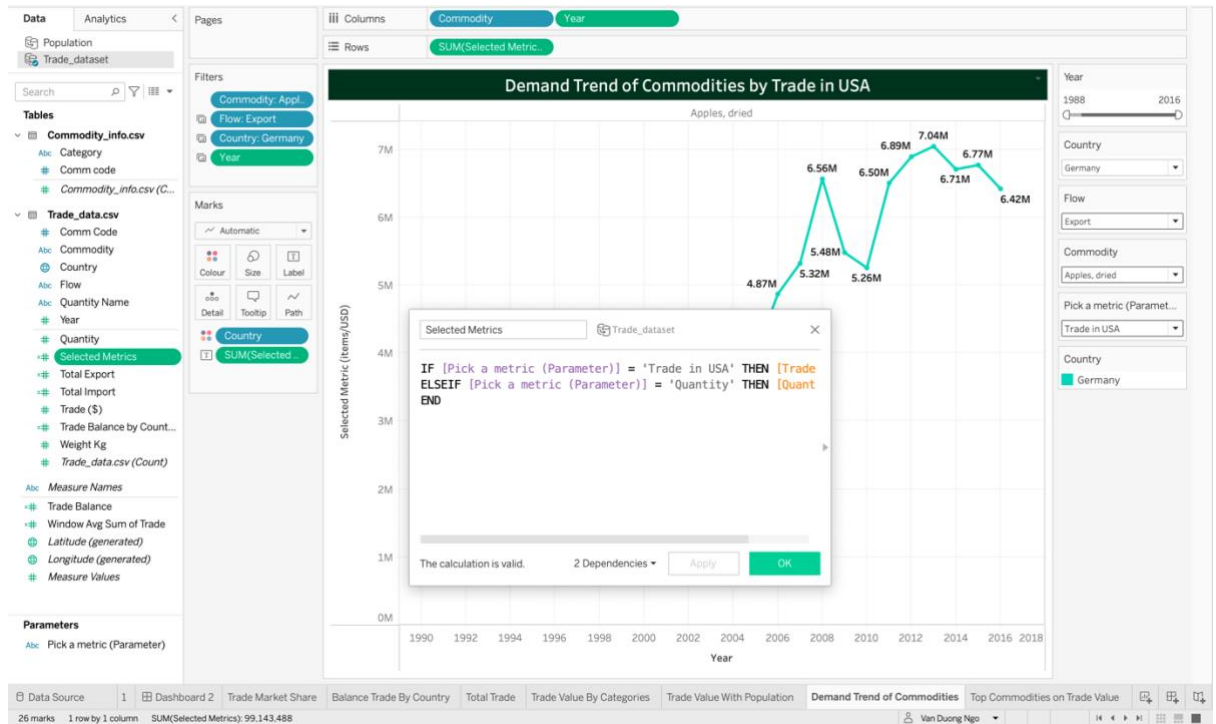 Data Analytics
Population
Trade_dataset
Search
Tables
Commodity_info.csv
Abc Category
# Comm code
# Commodity_info.csv (C...
Trade_data.csv
# Comm Code
Abc Commodity
Country
Abc Flow
Abc Quantity Name
# Year
# Quantity
=# Selected Metrics
=# Total Export
=# Total Import
# Trade ($)
=# Trade Balance by Count...
# Weight Kg
# Trade_data.csv (Count)
Abc Measure Names
=# Trade Balance
=# Window Avg Sum of Trade
Latitude (generated)
Longitude (generated)
# Measure Values
Parameters
Abc Pick a metric (Parameter)
Pages
Filters
Commodity: Appl..
Flow: Export
Country: Germany
Year
Marks
Automatic
Colour Size Label
Detail Tooltip Path
Country
SUM(Selected ..
Columns Commodity Year
Rows SUM(Selected Metric..
Demand Trend of Commodities by Trade in USA
Apples, dried
7M
6M
5M
4M
3M
2M
1M
0M
Selected Metric (items/USD)
4.87M
5.32M
6.56M
5.48M
5.26M
6.50M
6.89M
7.04M
6.71M
6.77M
6.42M
1990 1992 1994 1996 1998 2000 2002 2004 2006 2008 2010 2012 2014 2016 2018
Year
Selected Metrics Trade_dataset
IF [Pick a metric (Parameter)] = 'Trade in USA' THEN [Trade
ELSEIF [Pick a metric (Parameter)] = 'Quantity' THEN [Quant
END
The calculation is valid. 2 Dependencies Apply OK
Year
1988 2016
Country
Germany
Flow
Export
Commodity
Apples, dried
Pick a metric (Paramet...
Trade in USA
Country
Germany
Data Source 1 Dashboard 2 Trade Market Share Balance Trade By Country Total Trade Trade Value By Categories Trade Value With Population Demand Trend of Commodities Top Commodities on Trade Value
26 marks 1 row by 1 column SUM(Selected Metrics): 99,143,488 Van Duong Ngo